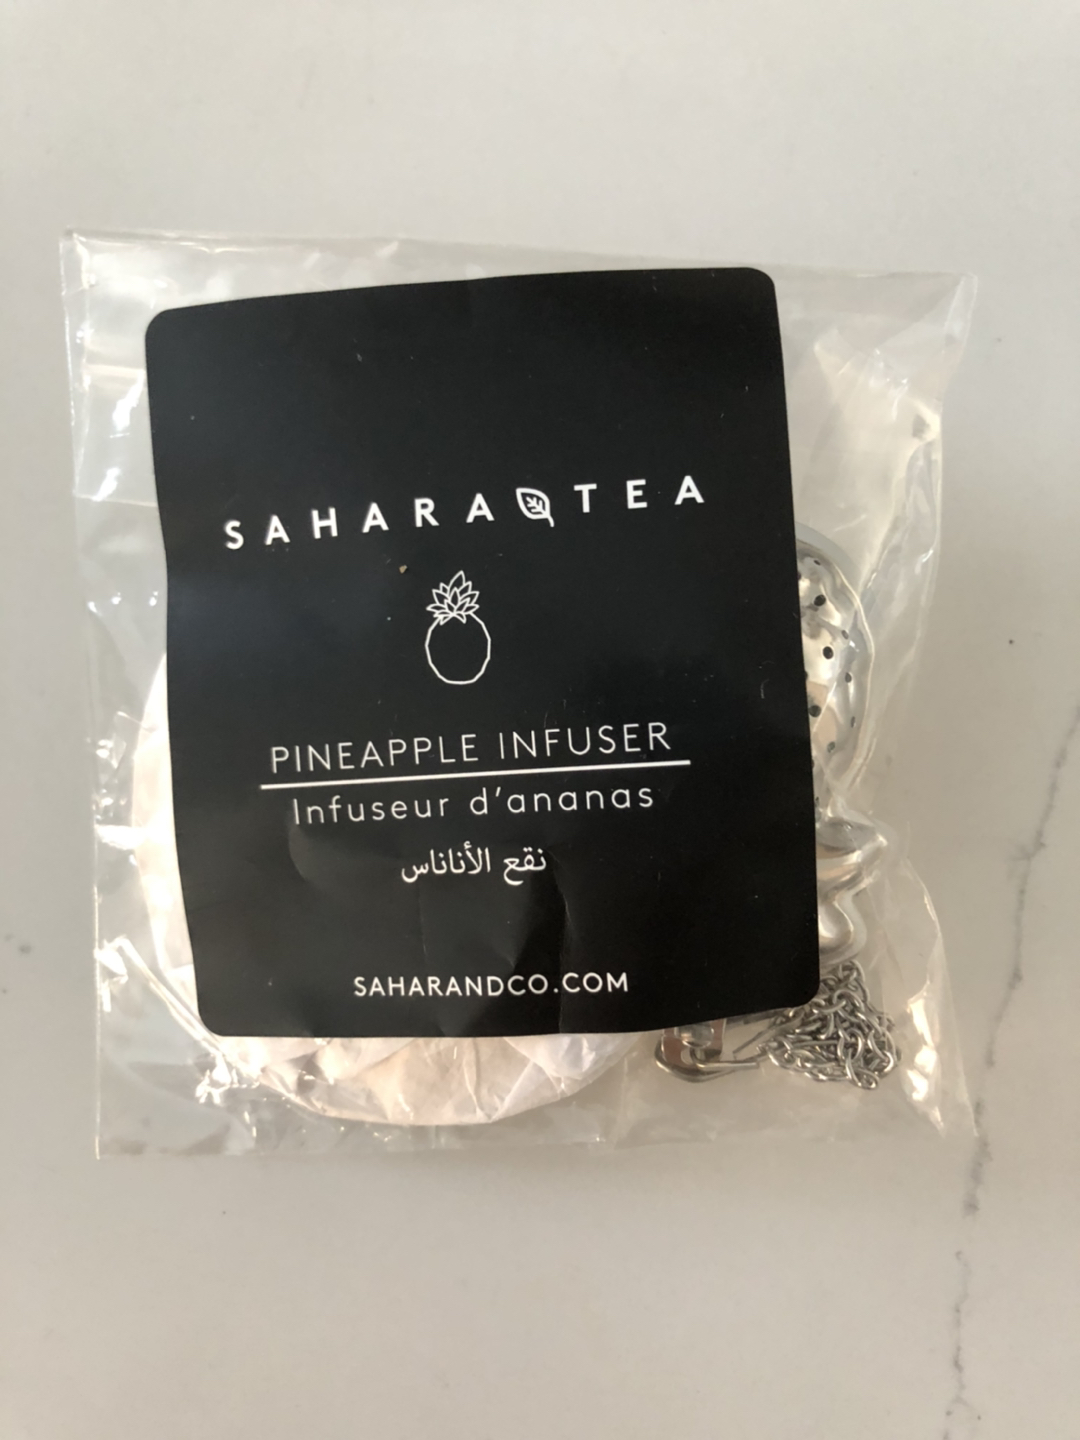 SAHARA TEA
PINEAPPLE INFUSER
Infuseur d'ananas
نقع الأناناس
SAHARANDCO.COM